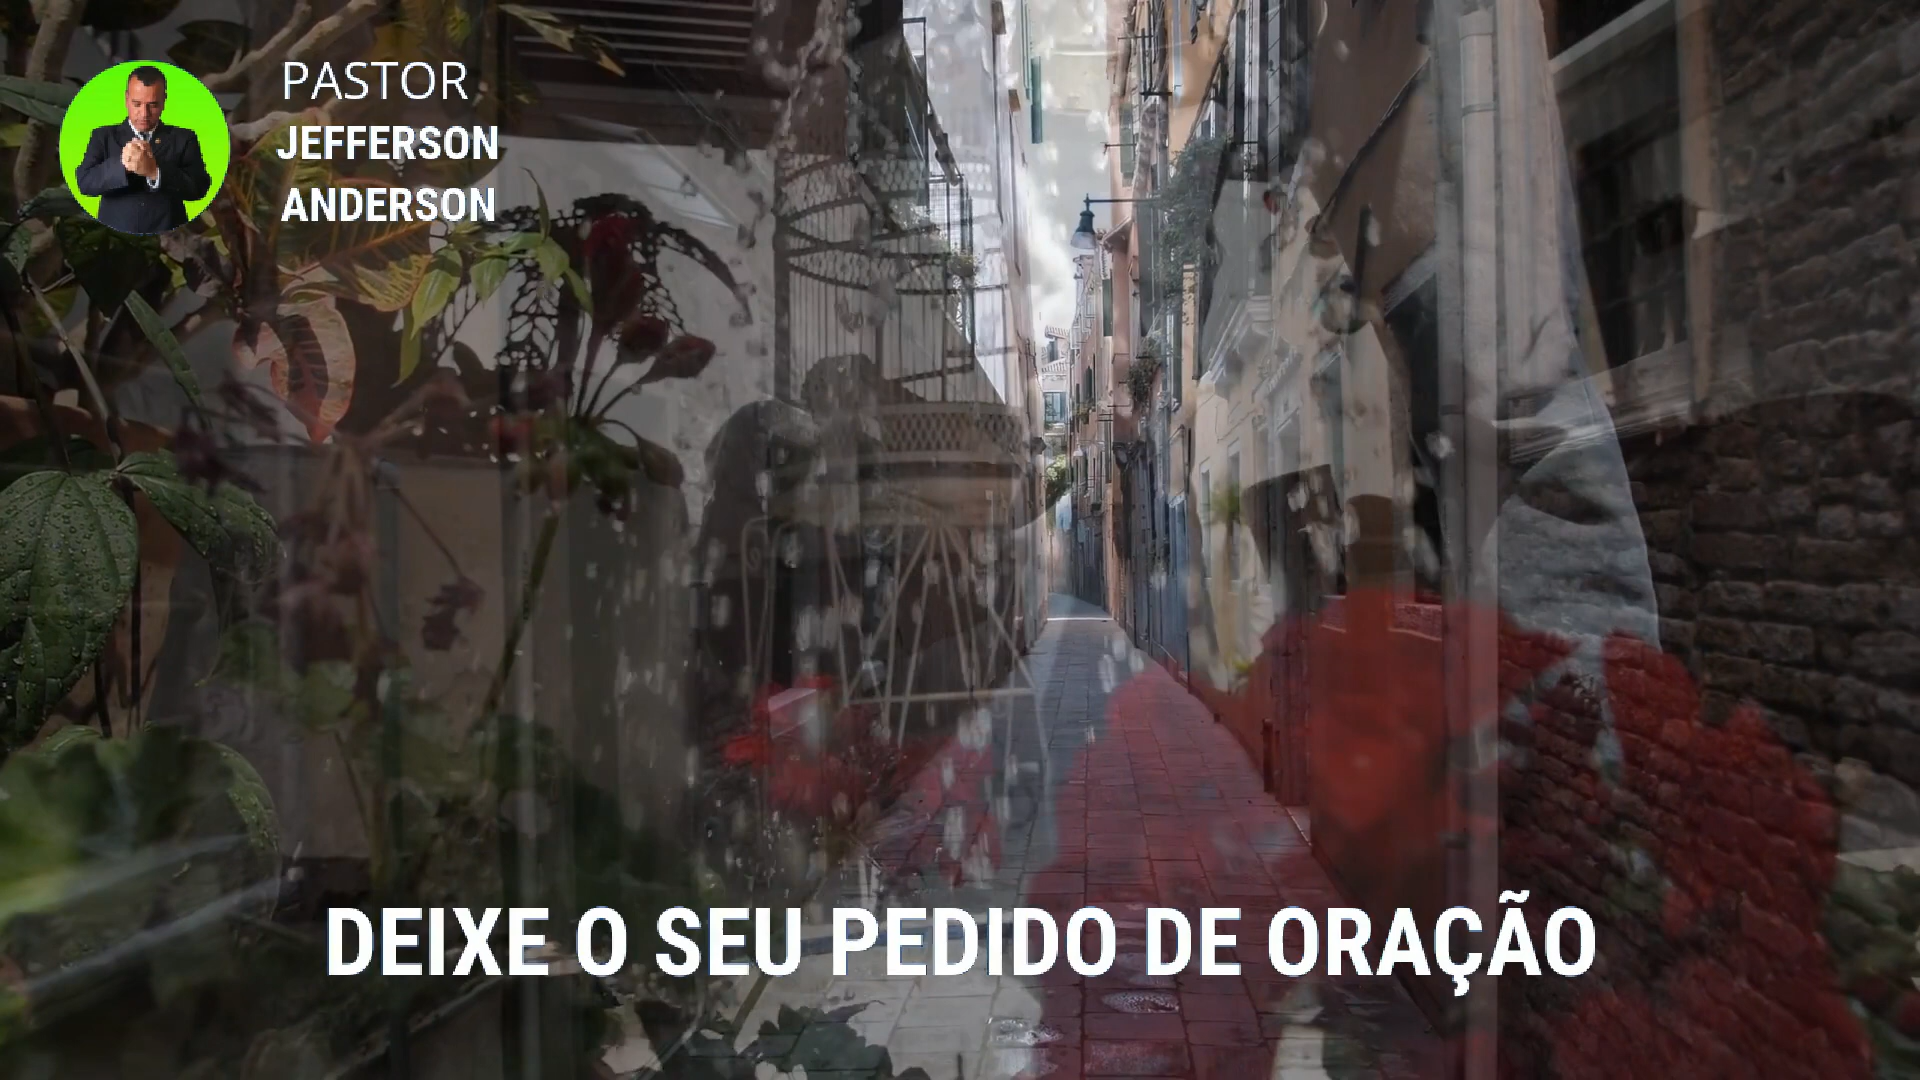 PASTOR
JEFFERSON
ANDERSON
DEIXE O SEU PEDIDO DE ORAÇÃO